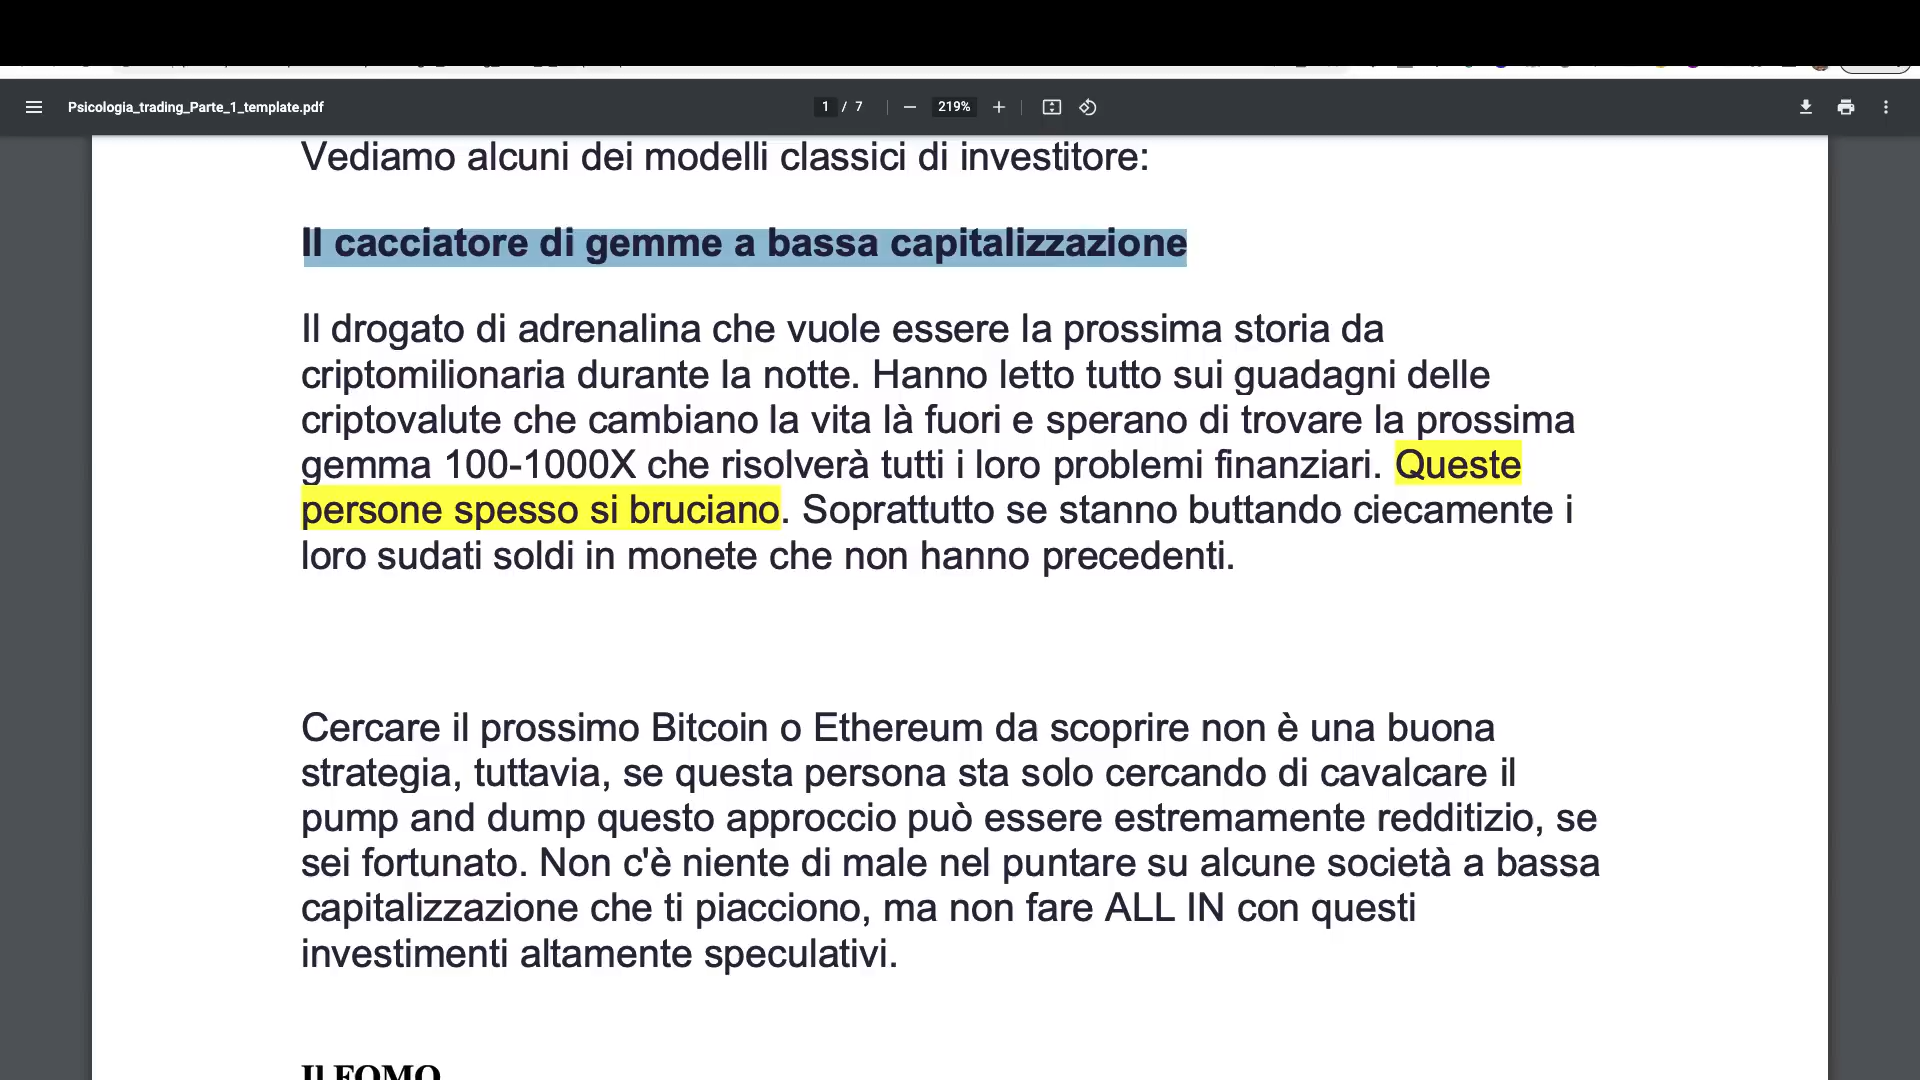 Psicologia_trading_Parte_1_template.pdf
1 / 7
219%
Vediamo alcuni dei modelli classici di investitore:
Il cacciatore di gemme a bassa capitalizzazione
Il drogato di adrenalina che vuole essere la prossima storia da
criptomilionaria durante la notte. Hanno letto tutto sui guadagni delle
criptovalute che cambiano la vita là fuori e sperano di trovare la prossima
gemma 100-1000X che risolverà tutti i loro problemi finanziari. Queste
persone spesso si bruciano. Soprattutto se stanno buttando ciecamente i
loro sudati soldi in monete che non hanno precedenti.
Cercare il prossimo Bitcoin o Ethereum da scoprire non è una buona
strategia, tuttavia, se questa persona sta solo cercando di cavalcare il
pump and dump questo approccio può essere estremamente redditizio, se
sei fortunato. Non c'è niente di male nel puntare su alcune società a bassa
capitalizzazione che ti piacciono, ma non fare ALL IN con questi
investimenti altamente speculativi.
Il FOMO